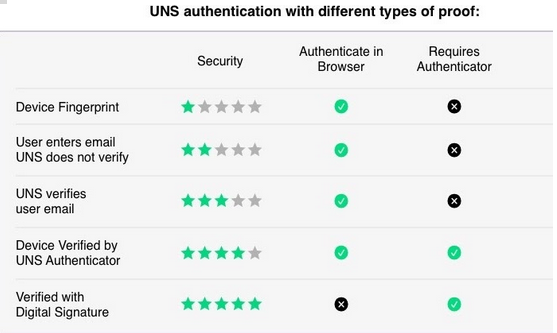 UNS authentication with different types of proof:
Security
Authenticate in
Browser
Requires
Authenticator
Device Fingerprint
User enters email
UNS does not verify
UNS verifies
user email
Device Verified by
UNS Authenticator
Verified with
Digital Signature